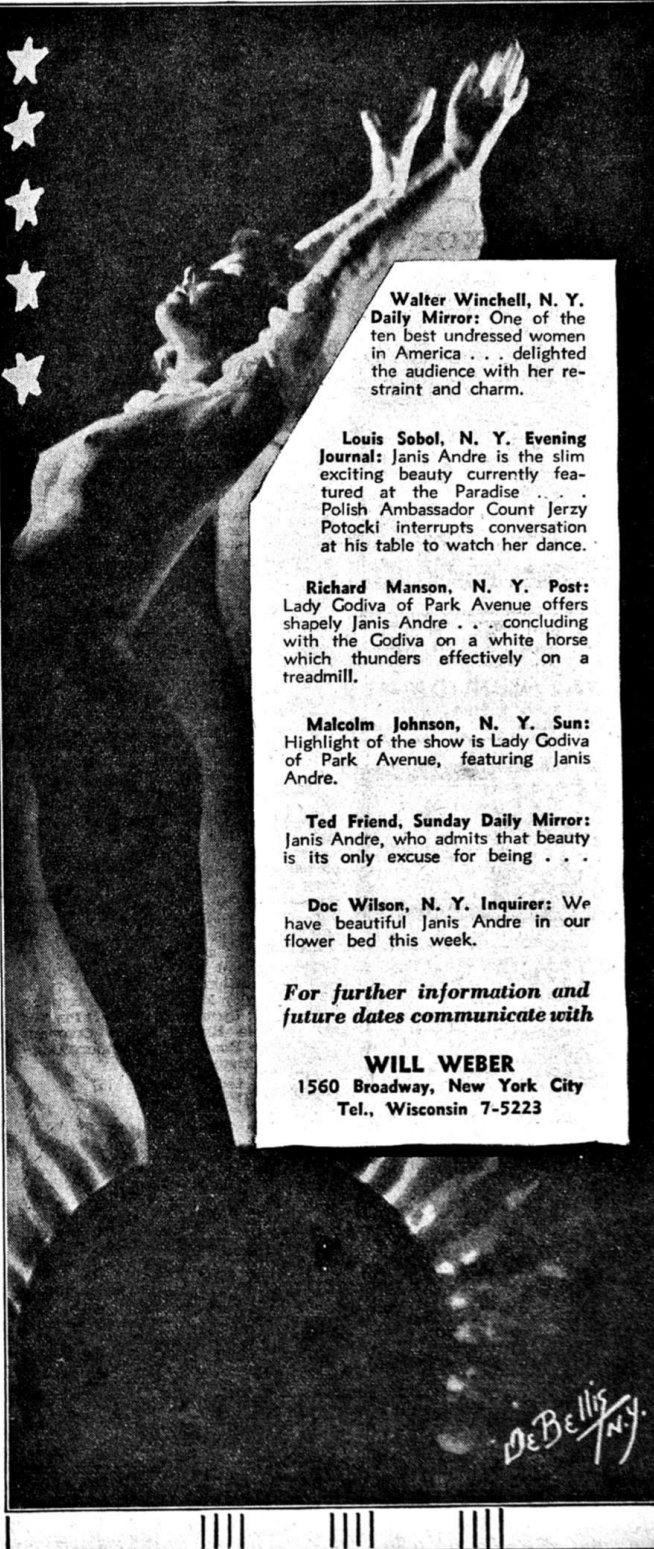 Walter Winchell, N. Y.
Daily Mirror: One of the
ten best undressed women
in America . . . delighted
the audience with her re-
straint and charm.
Louis Sobol, N. Y. Evening
Journal: Janis Andre is the slim
exciting beauty currently fea-
tured at the Paradise . . .
Polish Ambassador Count Jerzy
Potocki interrupts conversation
at his table to watch her dance.
Richard Manson, N. Y. Post:
Lady Godiva of Park Avenue offers
shapely Janis Andre . . . concluding
with the Godiva on a white horse
which thunders effectively on a
treadmill.
Malcolm Johnson, N. Y. Sun:
Highlight of the show is Lady Godiva
of Park Avenue, featuring Janis
Andre.
Ted Friend, Sunday Daily Mirror:
Janis Andre, who admits that beauty
is its only excuse for being . . .
Doc Wilson, N. Y. Inquirer: We
have beautiful Janis Andre in our
flower bed this week.
For further information and
future dates communicate with
WILL WEBER
1560 Broadway, New York City
Tel., Wisconsin 7-5223
DeBellis
N.Y.